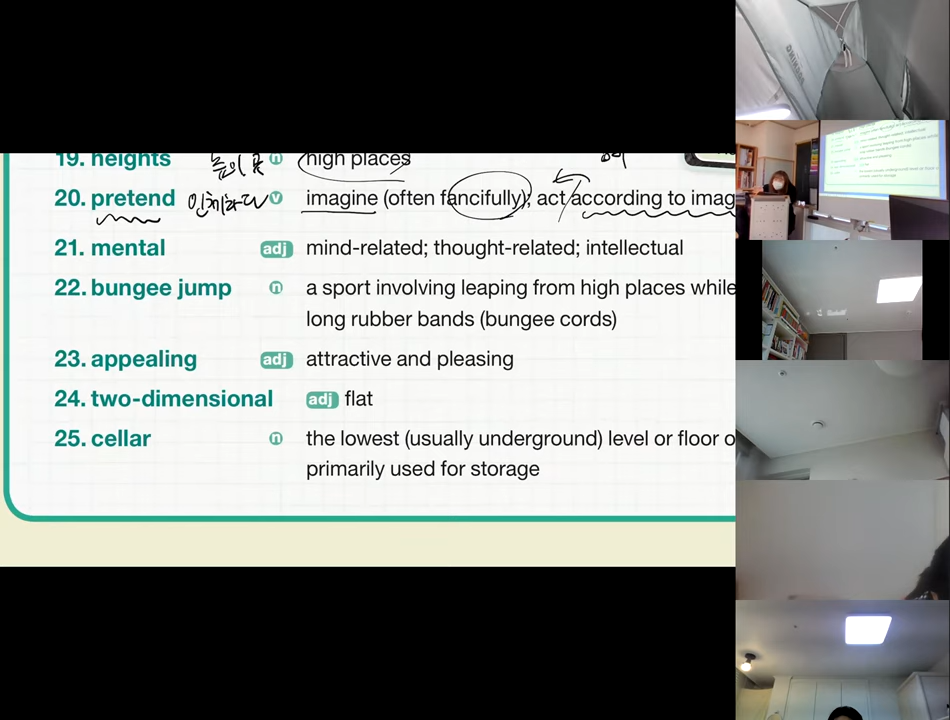 19. heights 높이 곳 n high places
20. pretend 인체하다 v imagine (often fancifully); act according to imag
21. mental adj mind-related; thought-related; intellectual
22. bungee jump n a sport involving leaping from high places while
long rubber bands (bungee cords)
23. appealing adj attractive and pleasing
24. two-dimensional adj flat
25. cellar n the lowest (usually underground) level or floor o
primarily used for storage